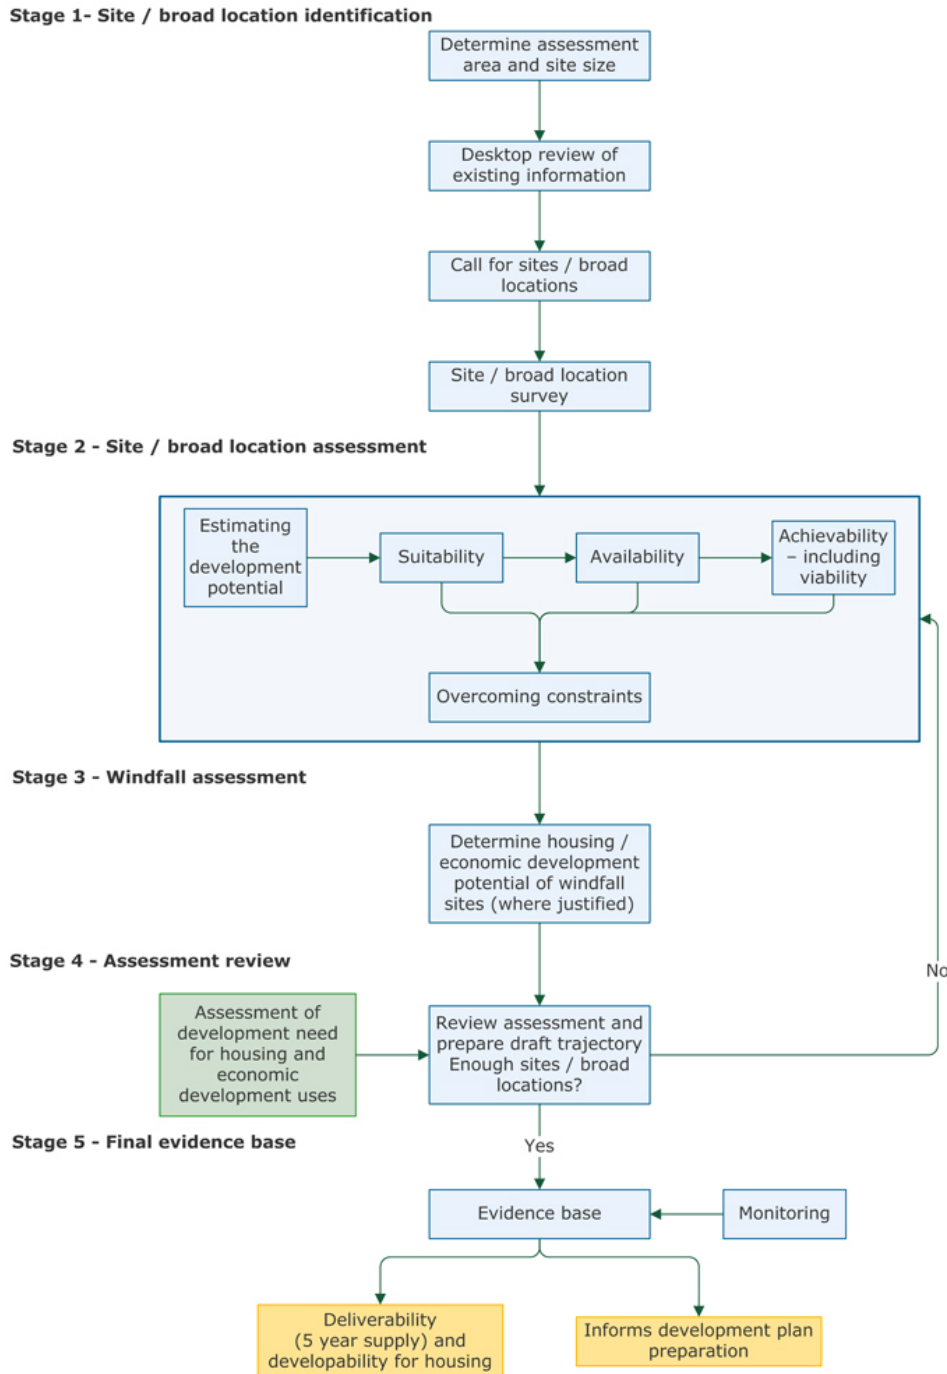 Stage 1- Site / broad location identification
Determine assessment
area and site size
Desktop review of
existing information
Call for sites / broad
locations
Site / broad location
survey
Stage 2 - Site / broad location assessment
Estimating
the
development
potential
Suitability
Availability
Achievability
– including
viability
Overcoming constraints
Stage 3 - Windfall assessment
Determine housing /
economic development
potential of windfall
sites (where justified)
Stage 4 - Assessment review
No
Assessment of
development need
for housing and
economic
development uses
Review assessment and
prepare draft trajectory
Enough sites / broad
locations?
Stage 5 - Final evidence base
Yes
Evidence base
Monitoring
Deliverability
(5 year supply) and
developability for housing
Informs development plan
preparation